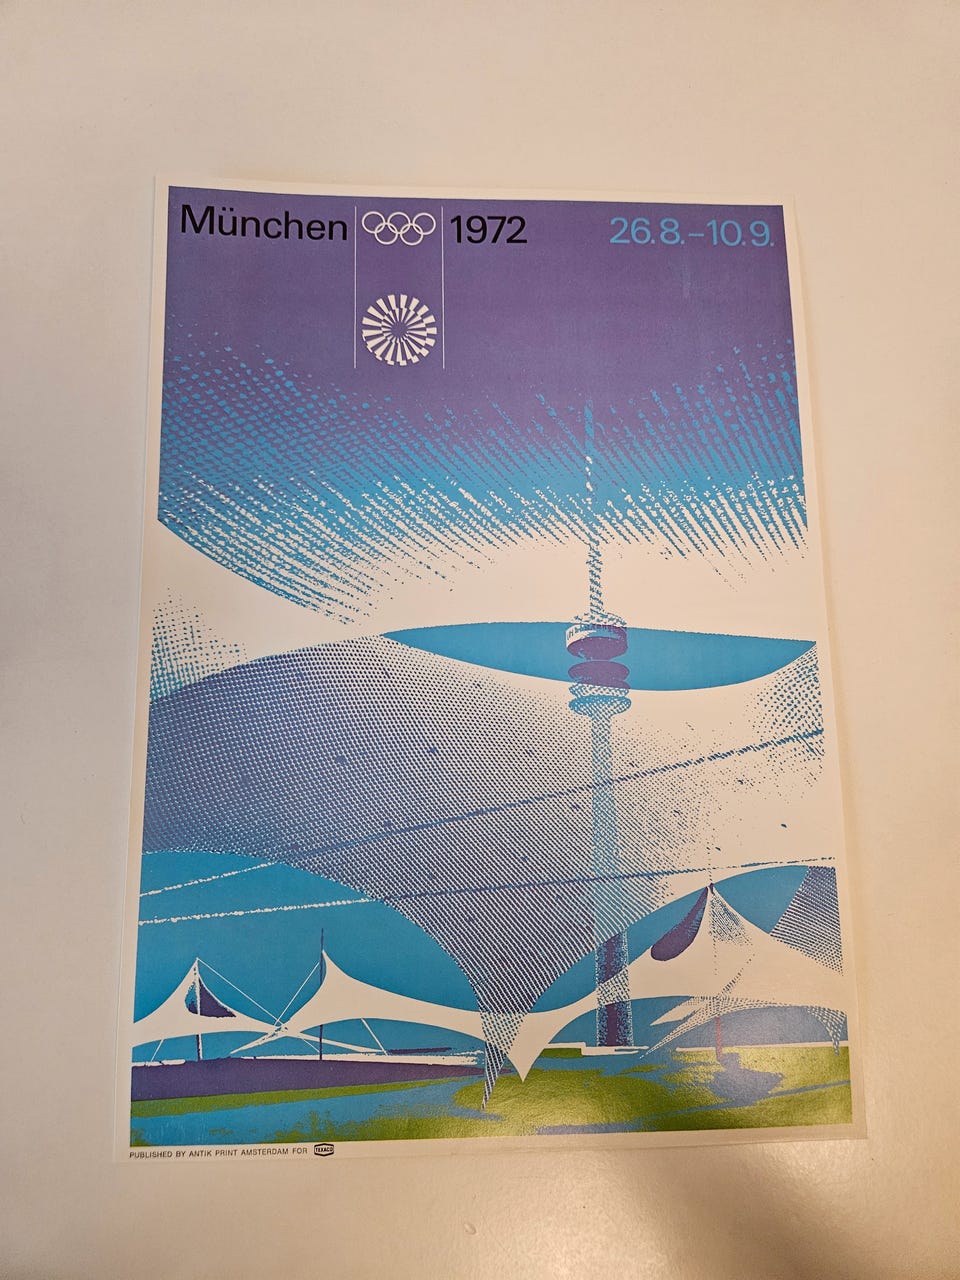 München 1972 26.8.–10.9.
PUBLISHED BY ANTIK PRINT AMSTERDAM FOR TEXACO